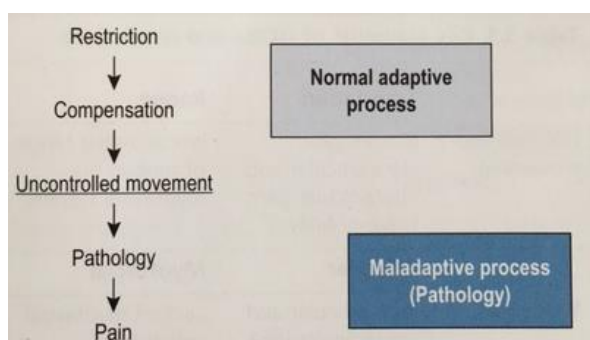 Restriction
Normal adaptive
process
Compensation
Uncontrolled movement
Pathology
Maladaptive process
(Pathology)
Pain